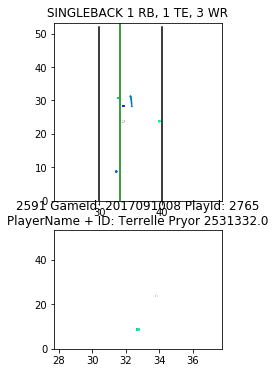 SINGLEBACK 1 RB, 1 TE, 3 WR
50
40
30
20
10
0
30 40
2591 GameId: 2017091008 PlayId: 2765
PlayerName + ID: Terrelle Pryor 2531332.0
40
20
0
28 30 32 34 36